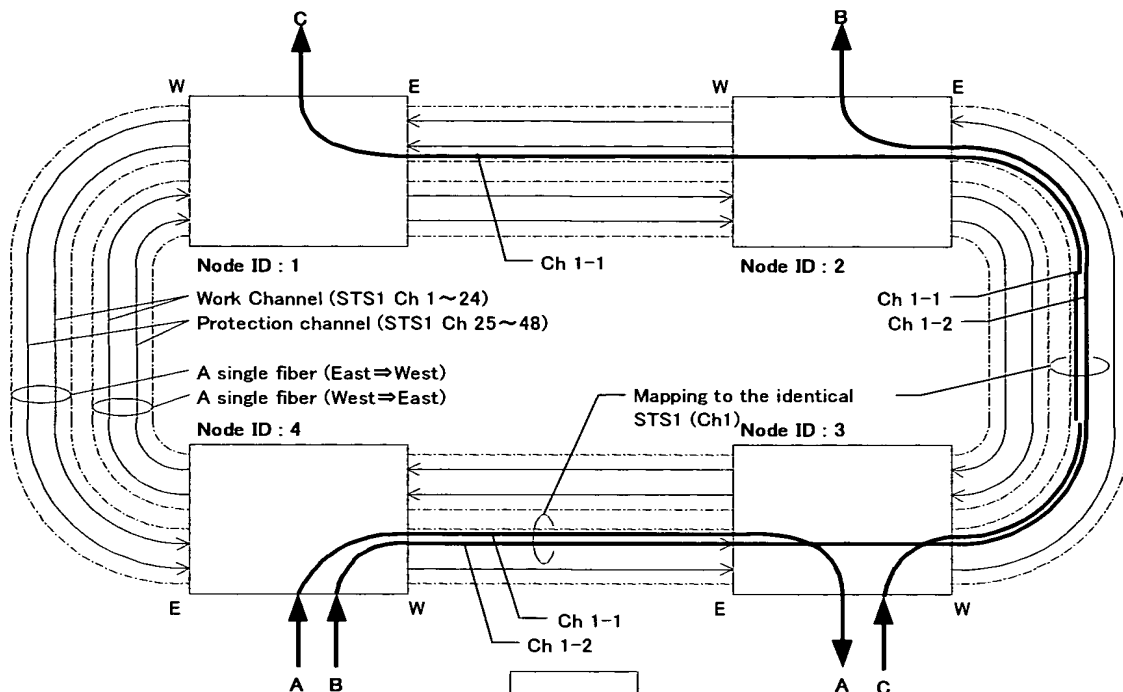 C
B
W
E
W
E
Node ID : 1
Ch 1-1
Node ID : 2
Work Channel (STS1 Ch 1～24)
Protection channel (STS1 Ch 25～48)
Ch 1-1
Ch 1-2
A single fiber (East⇒West)
A single fiber (West⇒East)
Mapping to the identical
STS1 (Ch1)
Node ID : 4
Node ID : 3
E
W
E
W
Ch 1-1
Ch 1-2
A
B
A
C